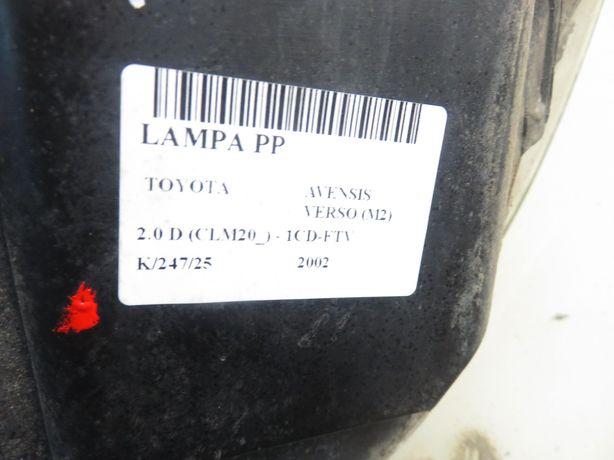 LAMPA PP
TOYOTA AVENSIS
VERSO (M2)
2.0 D (CLM20_) - 1CD-FTV
K/247/25 2002